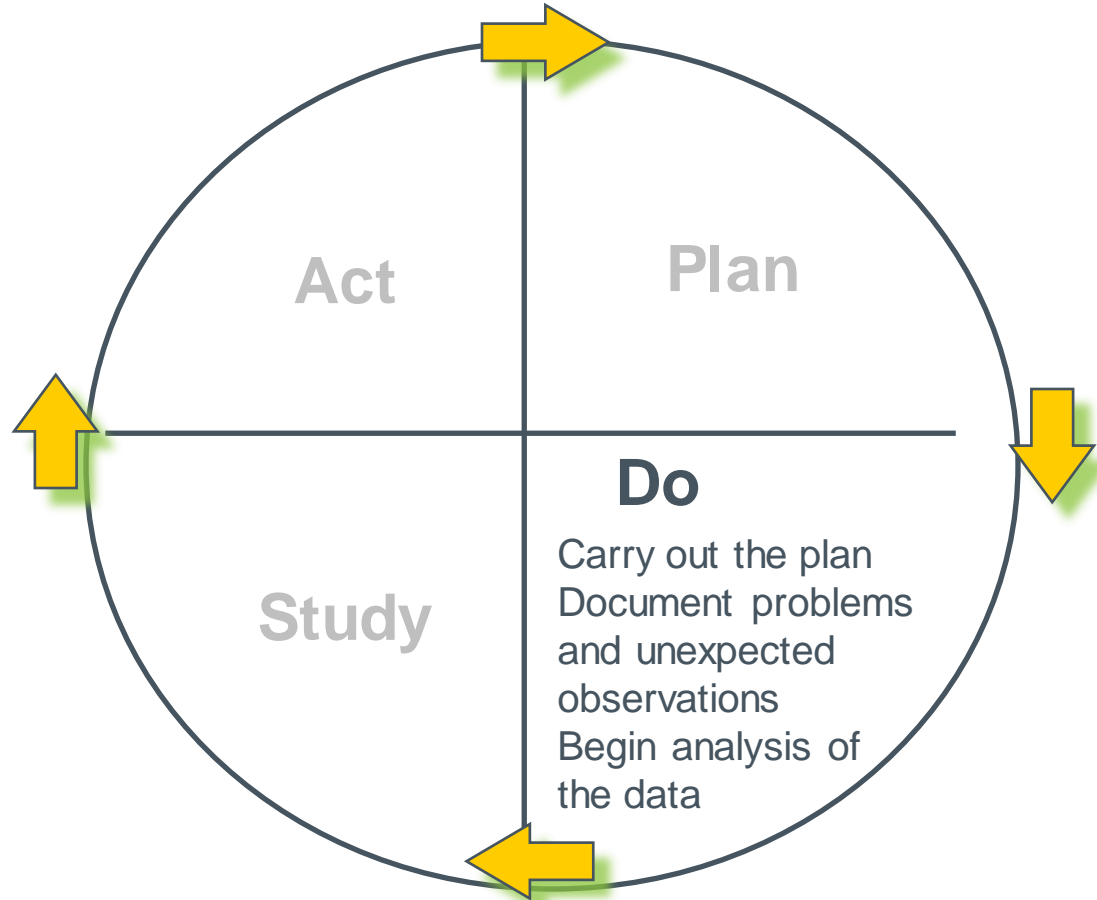 Act
Plan
Do
Carry out the plan
Document problems
and unexpected
observations
Begin analysis of
the data
Study